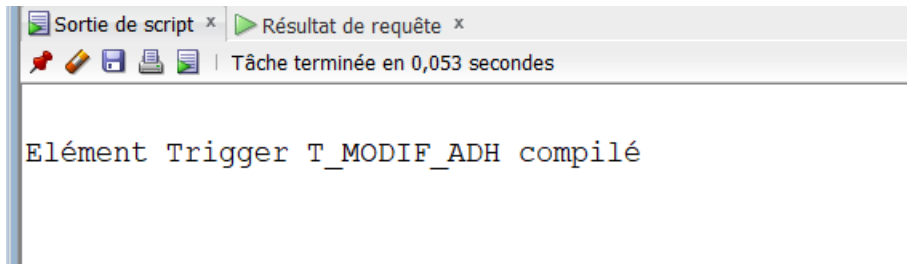 Sortie de script x Résultat de requête x
Tâche terminée en 0,053 secondes
Elément Trigger T_MODIF_ADH compilé